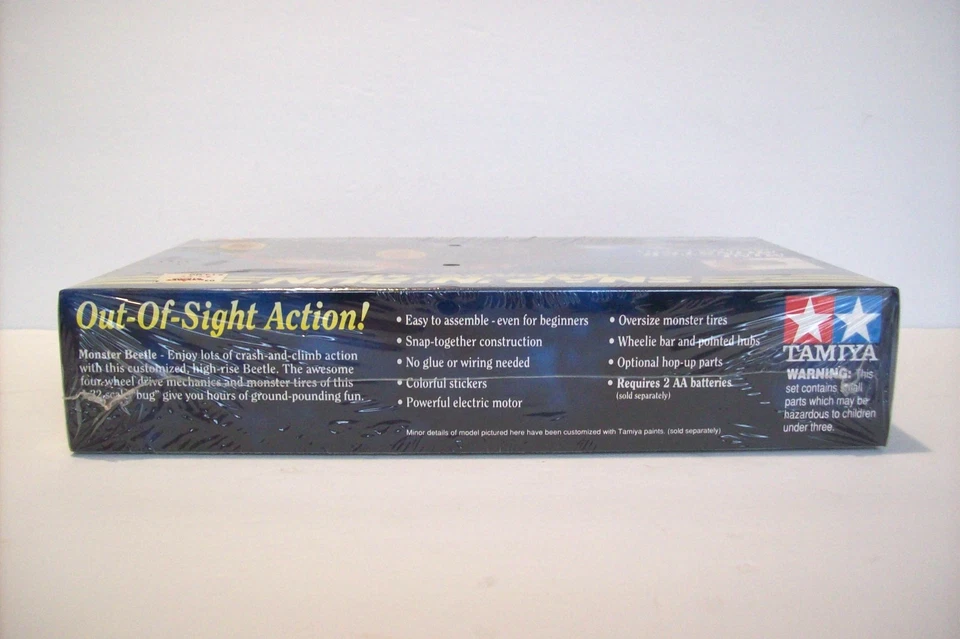 Out-Of-Sight Action!
Monster Beetle - Enjoy lots of crash-and-climb action
with this customized, high-rise Beetle. The awesome
four-wheel drive mechanics and monster tires of this
"bug" give you hours of ground-pounding fun.
• Easy to assemble - even for beginners
• Snap-together construction
• No glue or wiring needed
• Colorful stickers
• Powerful electric motor
• Oversize monster tires
• Wheelie bar and pointed hubs
• Optional hop-up parts
• Requires 2 AA batteries.
(sold separately)
Minor details of model pictured here have been customized with Tamiya paints. (sold separately)
TAMIYA
WARNING: This
set contains small
parts which may be
hazardous to children
under three.